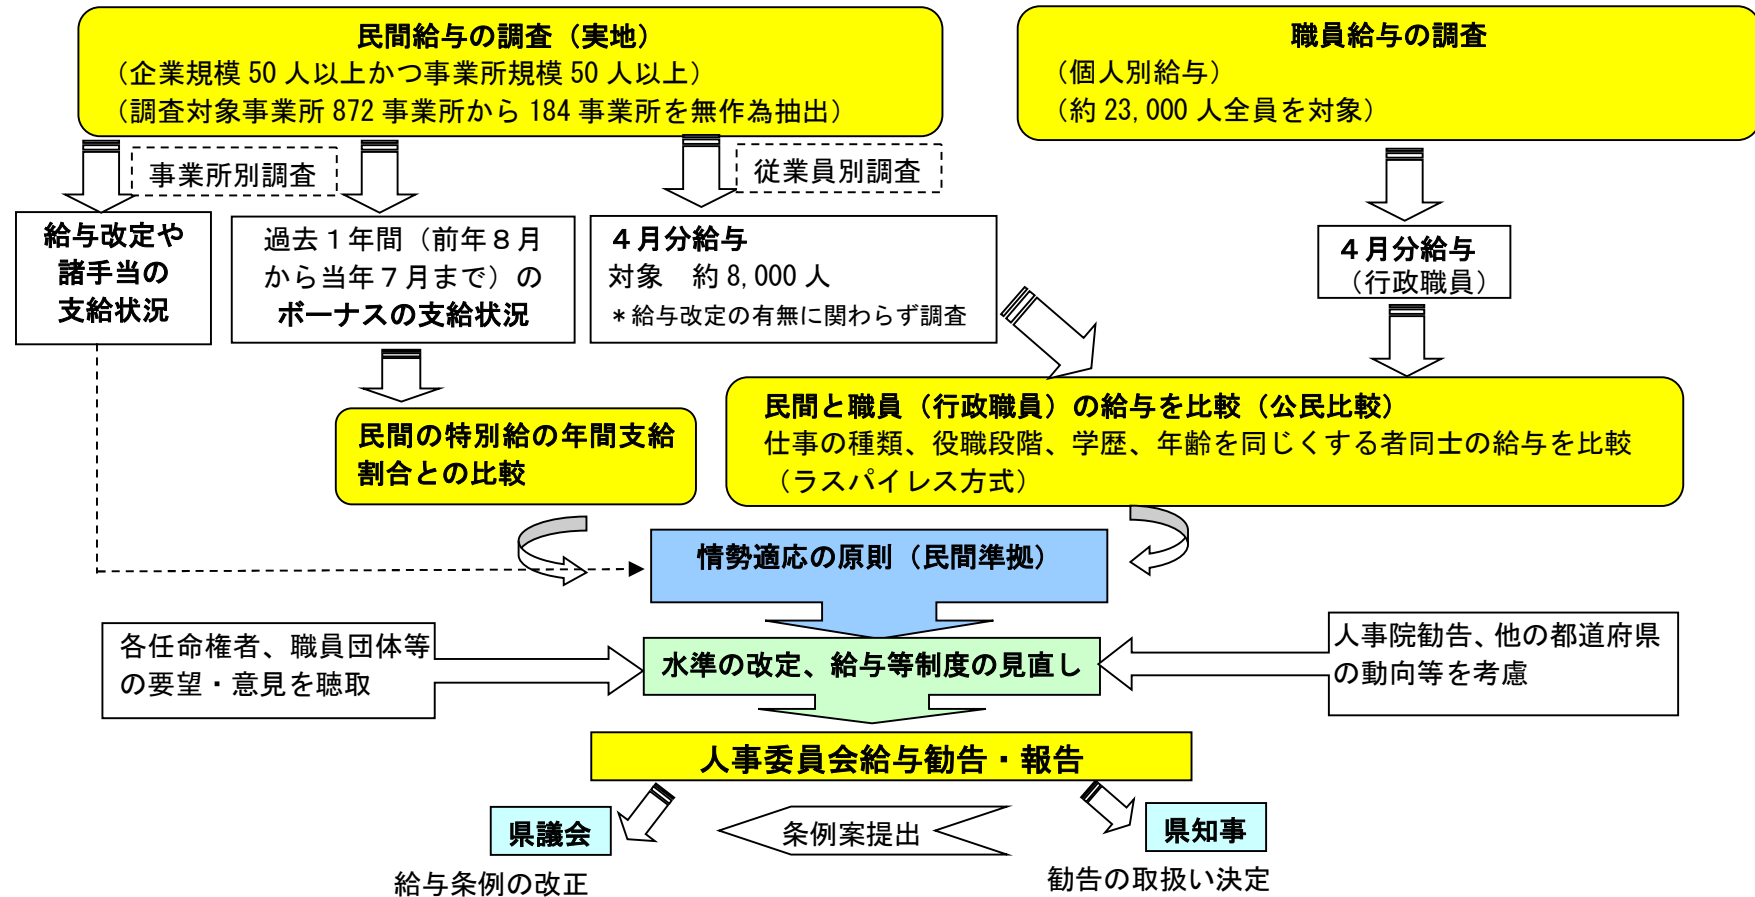 民間給与の調査（実地）
（企業規模 50 人以上かつ事業所規模 50 人以上）
（調査対象事業所 872 事業所から 184 事業所を無作為抽出）
職員給与の調査
（個人別給与）
（約 23,000 人全員を対象）
事業所別調査
従業員別調査
給与改定や
諸手当の
支給状況
過去１年間（前年８月
から当年７月まで）の
ボーナスの支給状況
４月分給与
対象　約 8,000 人
＊給与改定の有無に関わらず調査
４月分給与
（行政職員）
民間の特別給の年間支給
割合との比較
民間と職員（行政職員）の給与を比較（公民比較）
仕事の種類、役職段階、学歴、年齢を同じくする者同士の給与を比較
（ラスパイレス方式）
情勢適応の原則（民間準拠）
各任命権者、職員団体等
の要望・意見を聴取
水準の改定、給与等制度の見直し
人事院勧告、他の都道府県
の動向等を考慮
人事委員会給与勧告・報告
県議会
条例案提出
県知事
給与条例の改正
勧告の取扱い決定